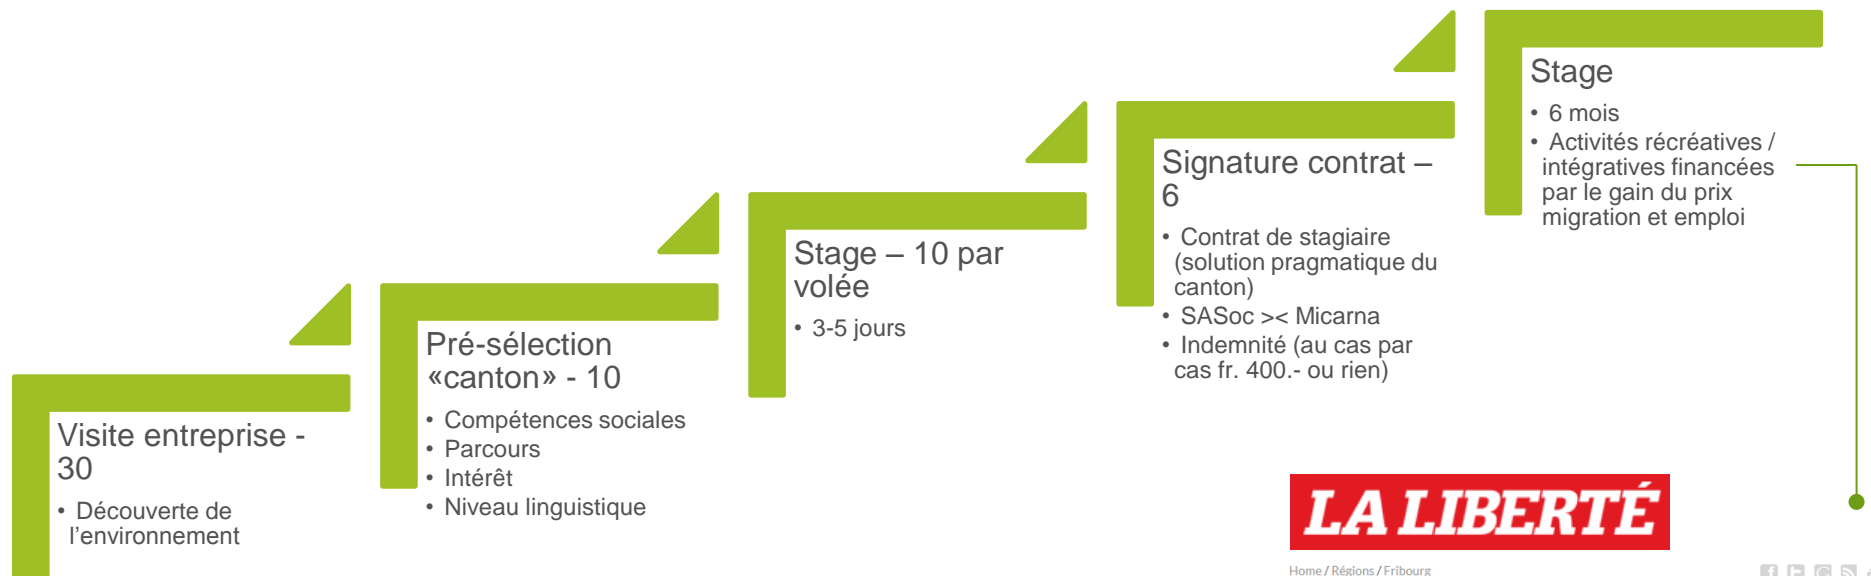 Visite entreprise -
30
• Découverte de
l'environnement
Pré-sélection
«canton» - 10
• Compétences sociales
• Parcours
• Intérêt
• Niveau linguistique
Stage – 10 par
volée
• 3-5 jours
Signature contrat –
6
• Contrat de stagiaire
(solution pragmatique du
canton)
• SASoc >< Micarna
• Indemnité (au cas par
cas fr. 400.- ou rien)
Stage
• 6 mois
• Activités récréatives /
intégratives financées
par le gain du prix
migration et emploi
LA LIBERTÉ
Home / Régions / Fribourg